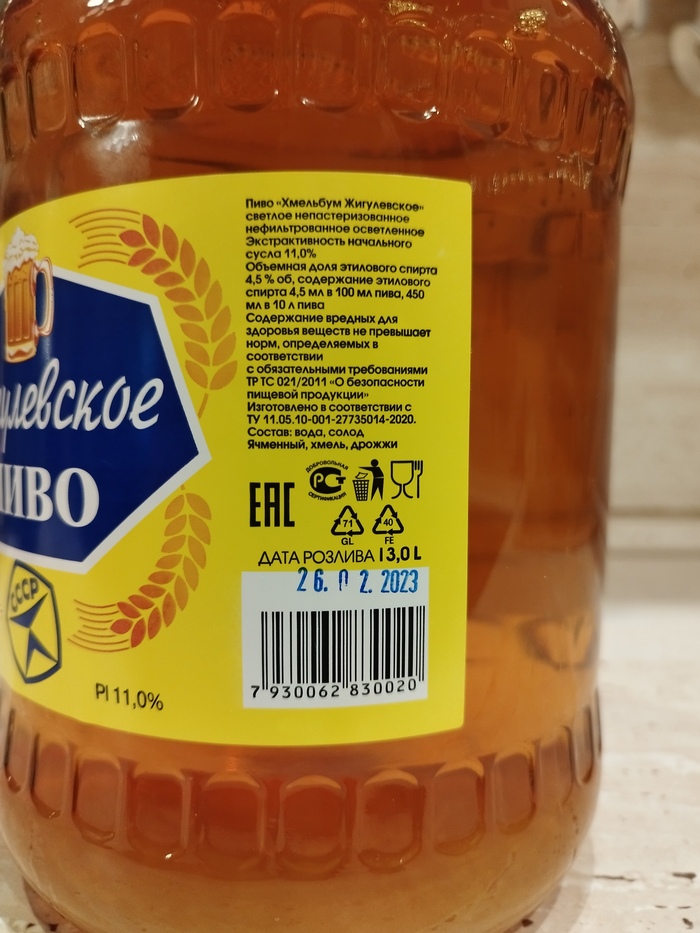 Пиво «Хмельбум Жигулевское»
светлое непастеризованное
нефильтрованное осветленное
Экстрактивность начального
сусла 11,0%
Объемная доля этилового спирта
4,5 % об, содержание этилового
спирта 4,5 мл в 100 мл пива, 450
мл в 10 л пива
Содержание вредных для
здоровья веществ не превышает
норм, определяемых в
соответствии
с обязательными требованиями
ТР ТС 021/2011 «О безопасности
пищевой продукции»
Изготовлено в соответствии с
ТУ 11.05.10-001-27735014-2020.
Состав: вода, солод
Ячменный, хмель, дрожжи
ДОБРОВОЛЬНАЯ
РСТ
СЕРТИФИКАЦИЯ
ЕАС
71
GL
40
FE
ДАТА РОЗЛИВА I 3,0 L
26.02.2023
7 930062 830020
улевское
ИВО
СССР
Pl 11,0%